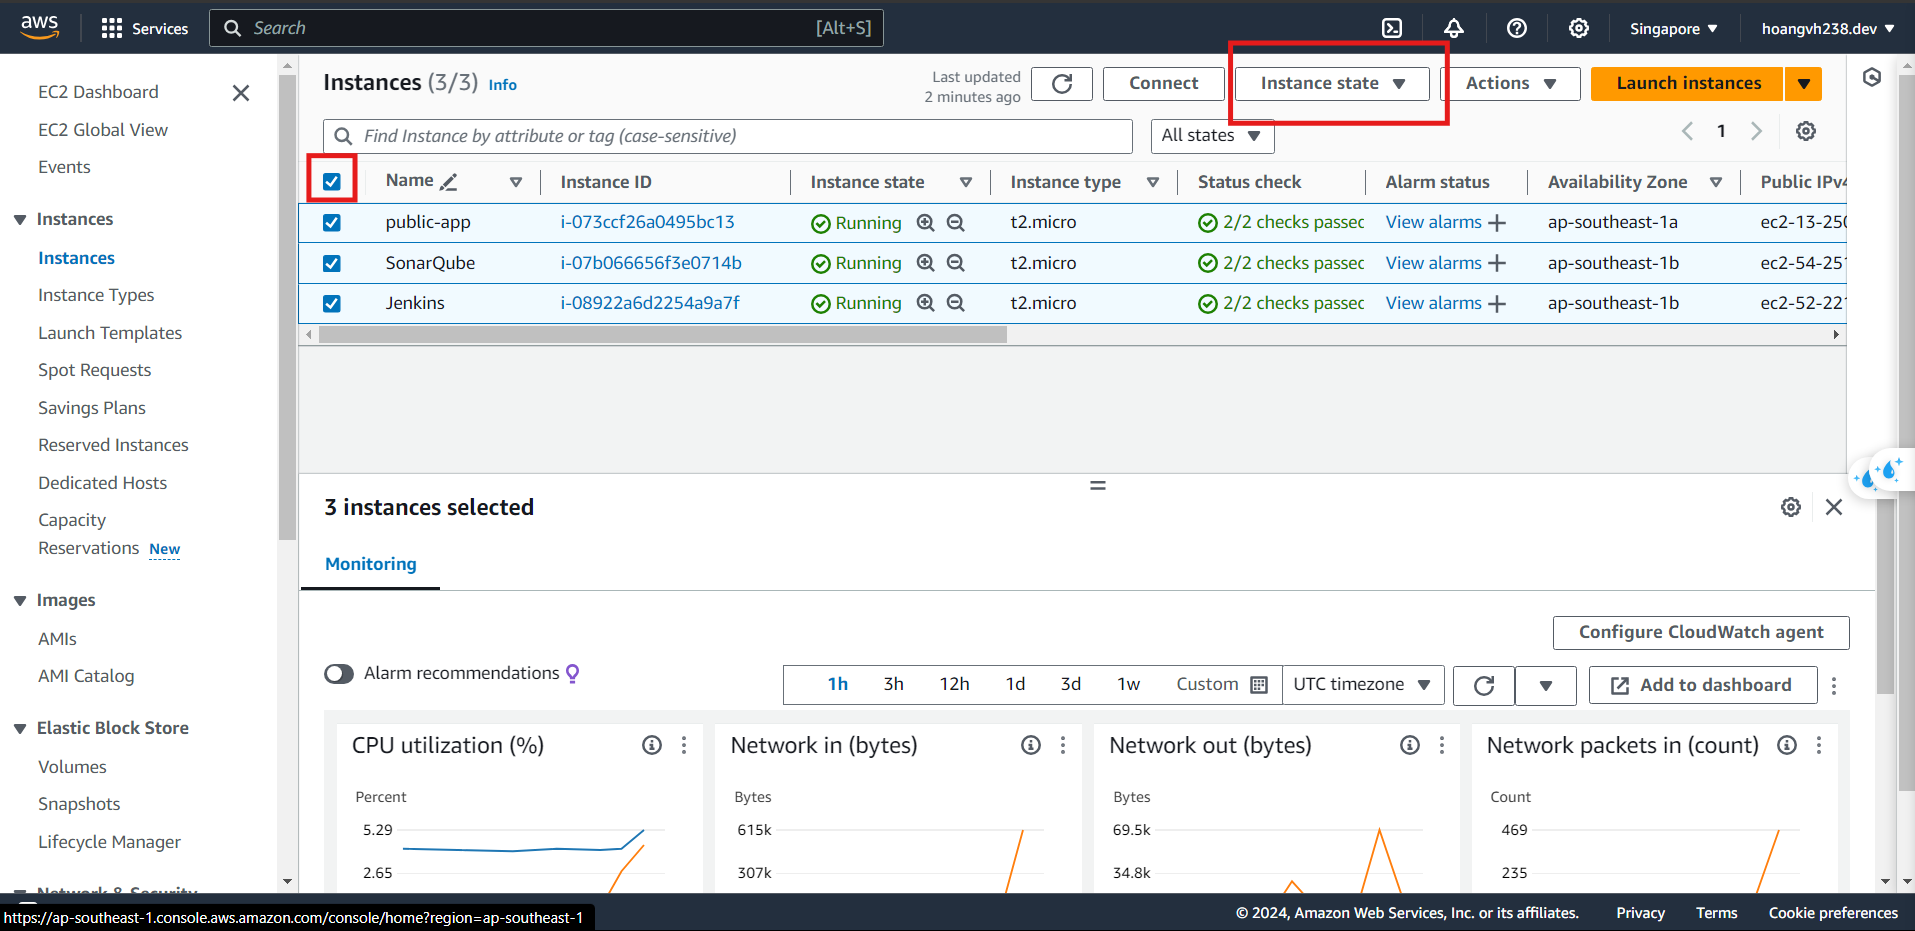 aws Services Search [Alt+S] Singapore hoangvh238.dev
EC2 Dashboard
EC2 Global View
Events
Instances
Instances
Instance Types
Launch Templates
Spot Requests
Savings Plans
Reserved Instances
Dedicated Hosts
Capacity
Reservations New
Images
AMIs
AMI Catalog
Elastic Block Store
Volumes
Snapshots
Lifecycle Manager
Network & Security
Instances (3/3) Info
Last updated
2 minutes ago
Connect Instance state Actions Launch instances
Find Instance by attribute or tag (case-sensitive) All states 1
Name Instance ID Instance state Instance type Status check Alarm status Availability Zone Public IPv4
public-app i-073ccf26a0495bc13 Running t2.micro 2/2 checks passed View alarms ap-southeast-1a ec2-13-250
SonarQube i-07b066656f3e0714b Running t2.micro 2/2 checks passed View alarms ap-southeast-1b ec2-54-251
Jenkins i-08922a6d2254a9a7f Running t2.micro 2/2 checks passed View alarms ap-southeast-1b ec2-52-221
3 instances selected
Monitoring
Configure CloudWatch agent
Alarm recommendations 1h 3h 12h 1d 3d 1w Custom UTC timezone Add to dashboard
CPU utilization (%)
Percent
5.29
2.65
Network in (bytes)
Bytes
615k
307k
Network out (bytes)
Bytes
69.5k
34.8k
Network packets in (count)
Count
469
235
https://ap-southeast-1.console.aws.amazon.com/console/home?region=ap-southeast-1
© 2024, Amazon Web Services, Inc. or its affiliates. Privacy Terms Cookie preferences